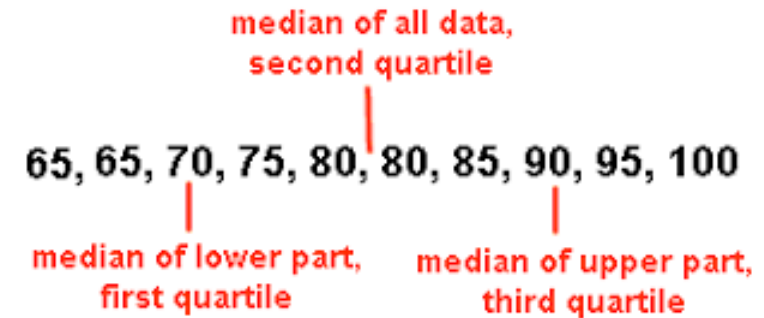 median of all data,
second quartile
65, 65, 70, 75, 80, 80, 85, 90, 95, 100
median of lower part,
first quartile
median of upper part,
third quartile